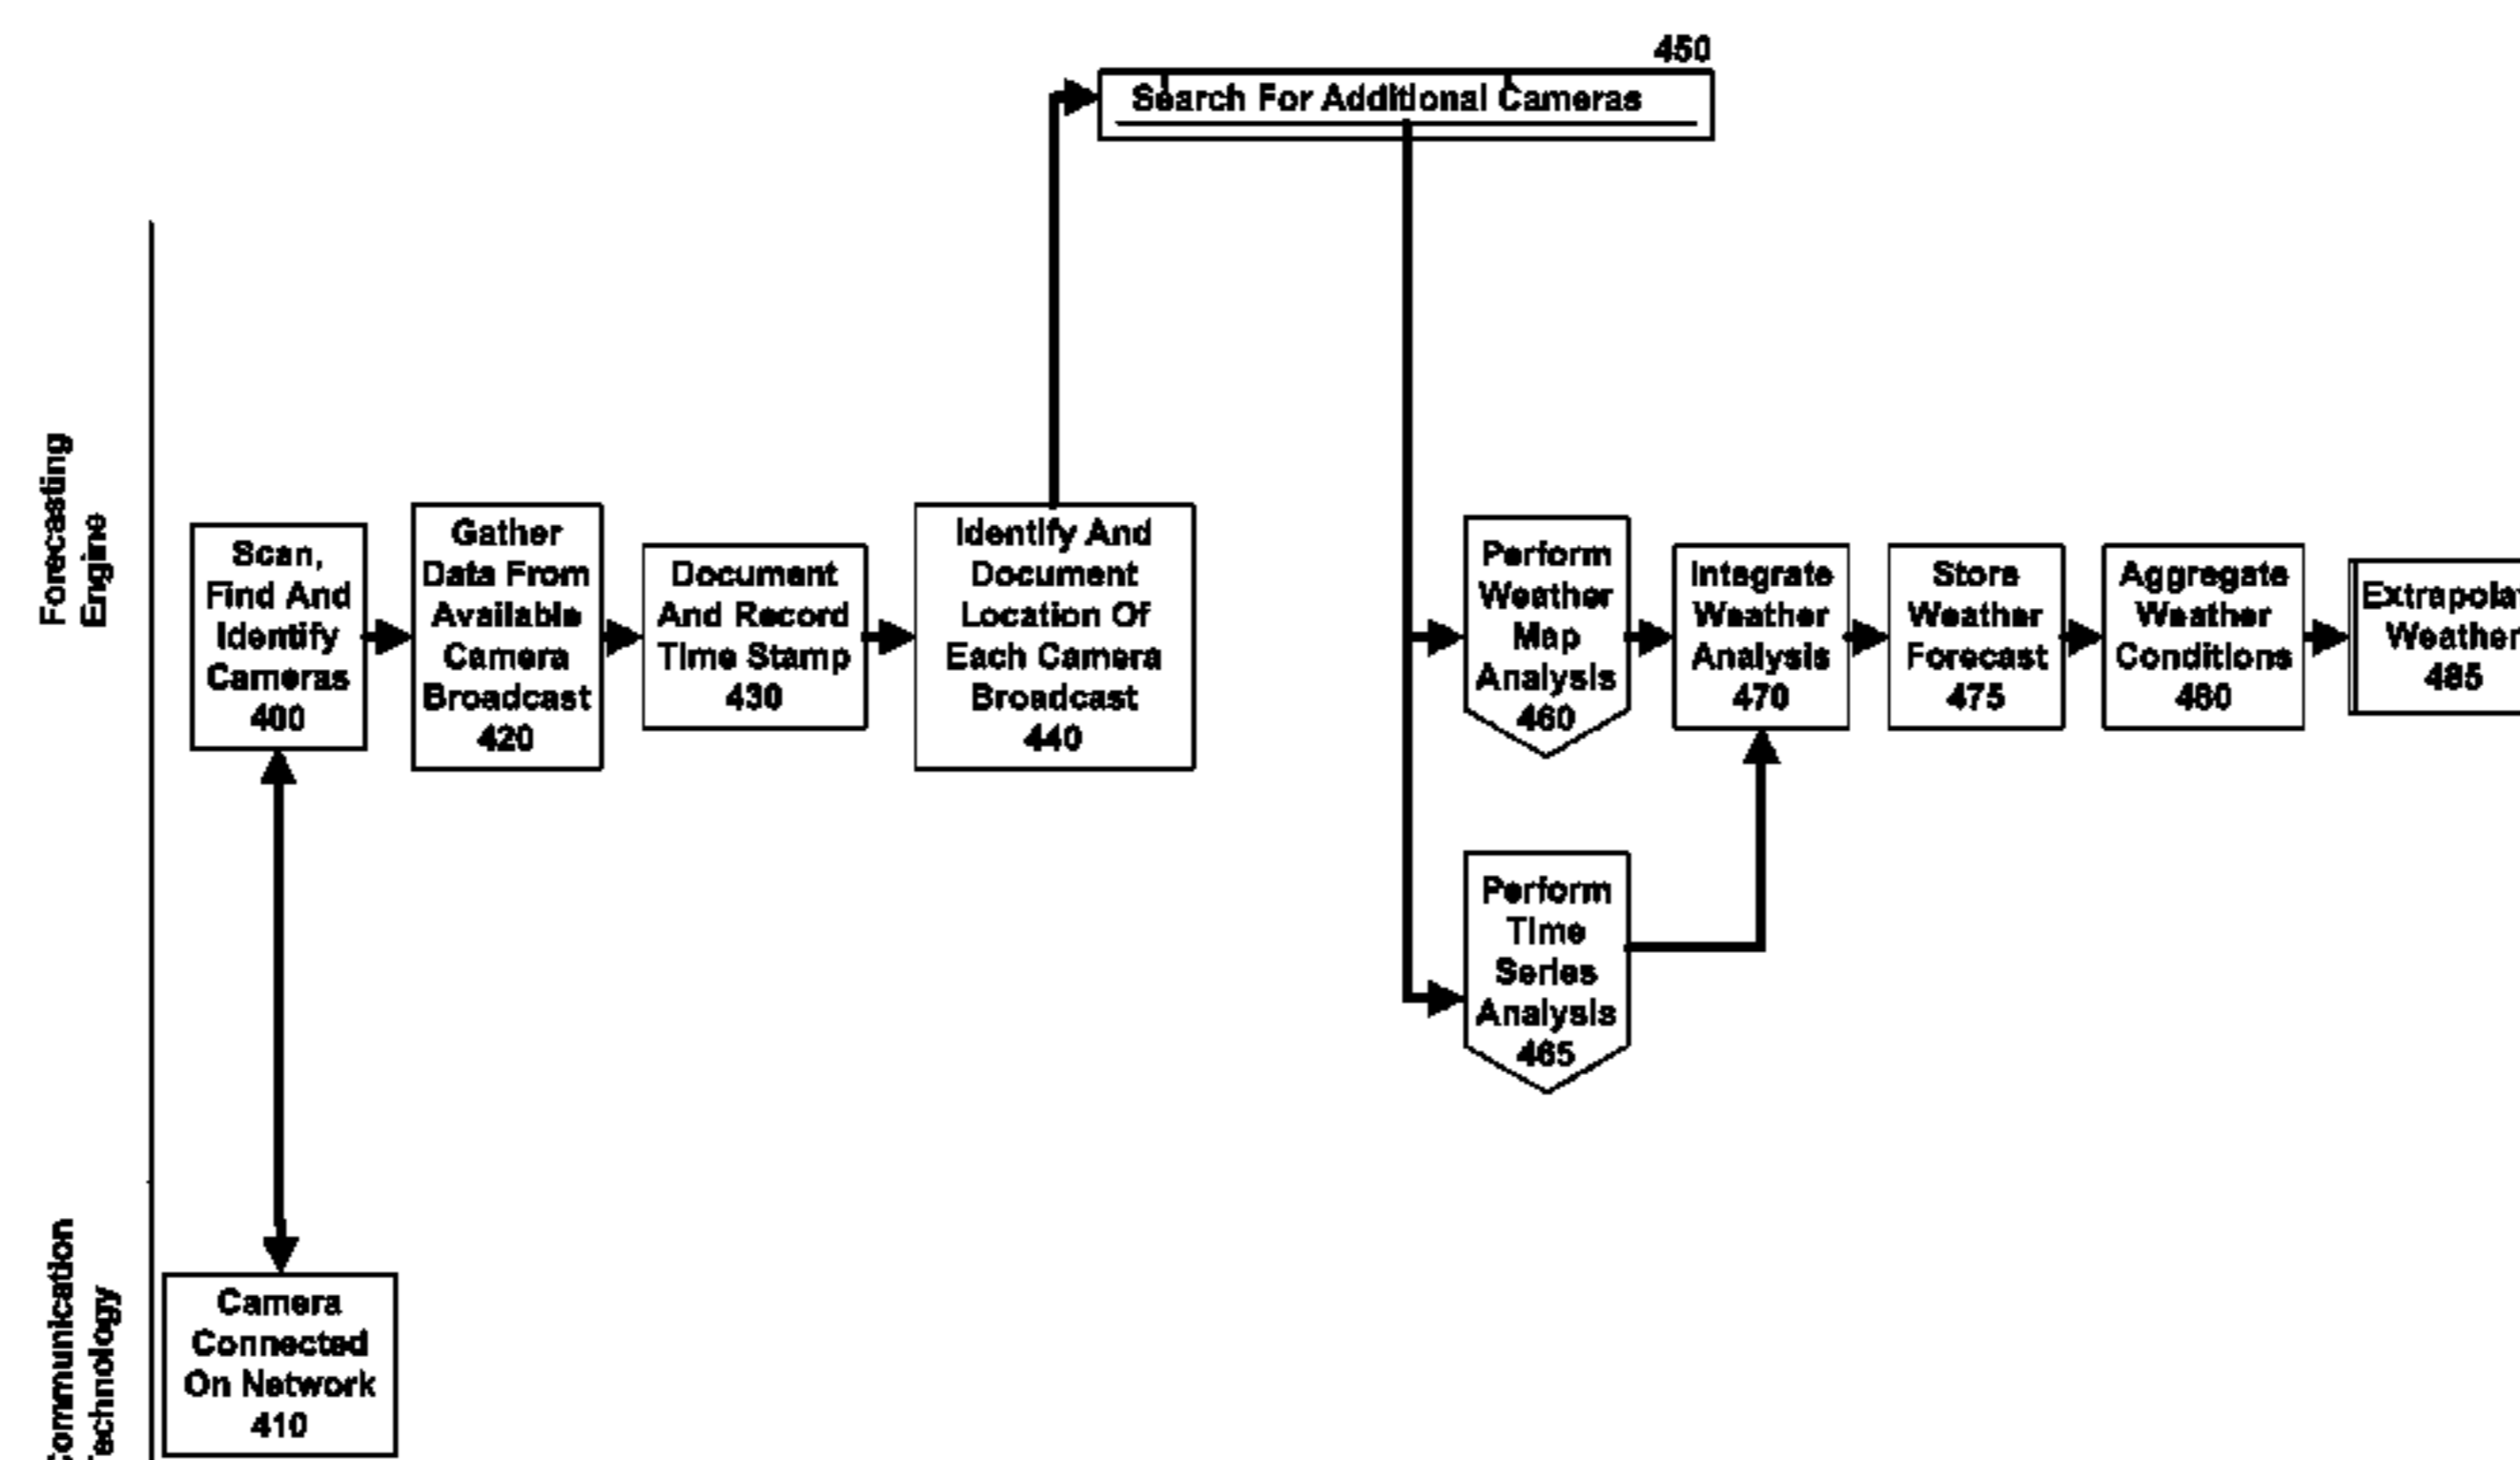 450
Search For Additional Cameras
Forecasting
Engine
Scan,
Find And
Identify
Cameras
400
Gather
Data From
Available
Camera
Broadcast
420
Document
And Record
Time Stamp
430
Identify And
Document
Location Of
Each Camera
Broadcast
440
Perform
Weather
Map
Analysis
460
Integrate
Weather
Analysis
470
Store
Weather
Forecast
475
Aggregate
Weather
Conditions
480
Extrapolat
Weather
485
Perform
Time
Series
Analysis
465
ommunication
echnology
Camera
Connected
On Network
410